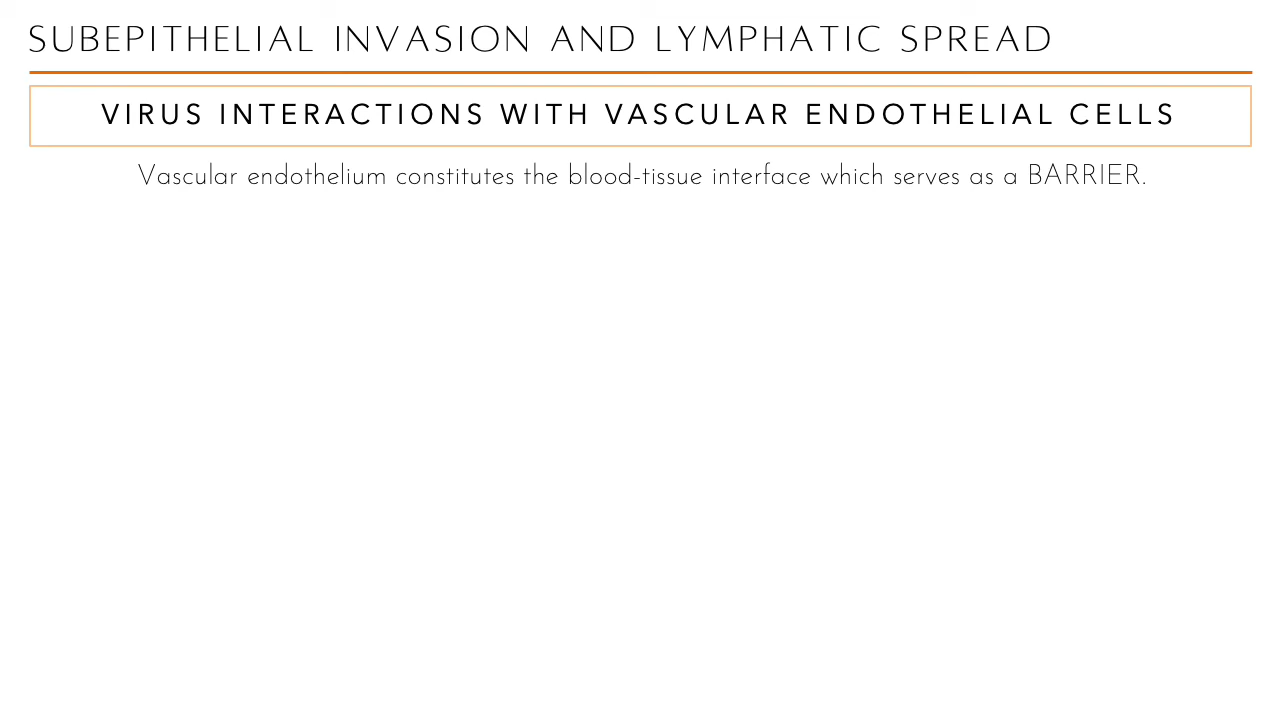 SUBEPITHELIAL INVASION AND LYMPHATIC SPREAD
VIRUS INTERACTIONS WITH VASCULAR ENDOTHELIAL CELLS
Vascular endothelium constitutes the blood-tissue interface which serves as a BARRIER.